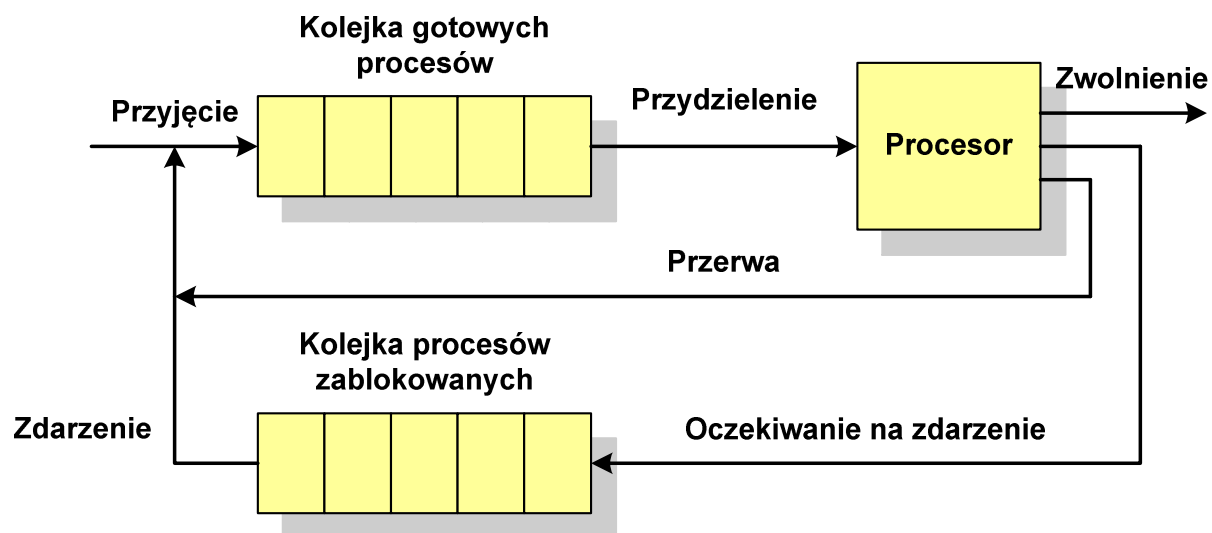 Kolejka gotowych
procesów
Przyjęcie
Przydzielenie
Procesor
Zwolnienie
Przerwa
Kolejka procesów
zablokowanych
Zdarzenie
Oczekiwanie na zdarzenie